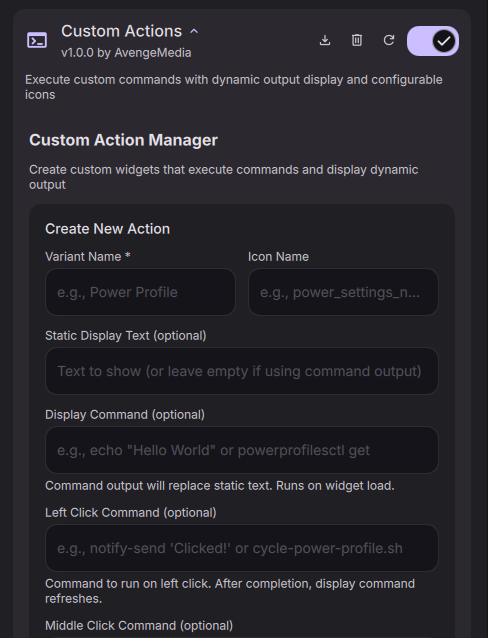 Custom Actions
v1.0.0 by AvengeMedia
Execute custom commands with dynamic output display and configurable
icons
Custom Action Manager
Create custom widgets that execute commands and display dynamic
output
Create New Action
Variant Name *
Icon Name
e.g., Power Profile
e.g., power_settings_n...
Static Display Text (optional)
Text to show (or leave empty if using command output)
Display Command (optional)
e.g., echo "Hello World" or powerprofilesctl get
Command output will replace static text. Runs on widget load.
Left Click Command (optional)
e.g., notify-send 'Clicked!' or cycle-power-profile.sh
Command to run on left click. After completion, display command
refreshes.
Middle Click Command (optional)